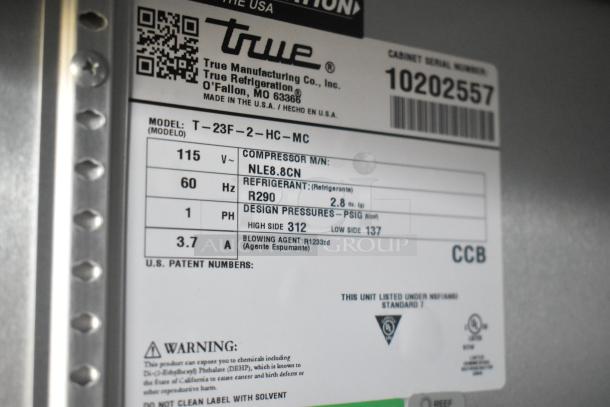 THE USA
true®
True Manufacturing Co., Inc.
True Refrigeration®
O'Fallon, MO 63366
MADE IN THE U.S.A. / HECHO EN U.S.A.
CABINET SERIAL NUMBER:
10202557
MODEL: T-23F-2-HC-MC
(MODELO)
115 V~ COMPRESSOR M/N:
NLE8.8CN
60 Hz REFRIGERANT: (Refrigerante)
R290 2.8
1 PH DESIGN PRESSURES-PSIG
HIGH SIDE 312 LOW SIDE 137
3.7 A BLOWING AGENT: R1233zd
(Agente Espumante)
CCB
U.S. PATENT NUMBERS:
THIS UNIT LISTED UNDER NSF/ANSI
STANDARD 7
AUCTION GROUP
⚠ WARNING:
This product can expose you to chemicals including
Di-(2-Ethylhexyl) Phthalate (DEHP), which is known to
the State of California to cause cancer and birth defects or
other reproductive harm.
DO NOT CLEAN LABEL WITH SOLVENT